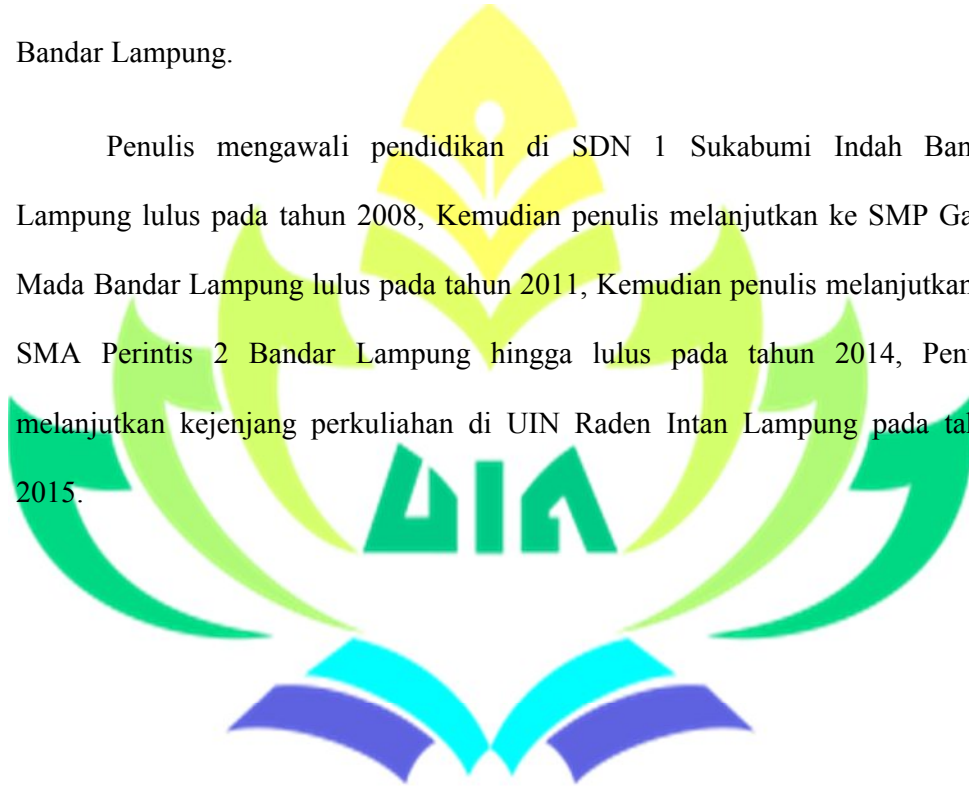 Bandar Lampung.
Penulis mengawali pendidikan di SDN 1 Sukabumi Indah Ban
Lampung lulus pada tahun 2008, Kemudian penulis melanjutkan ke SMP Ga
Mada Bandar Lampung lulus pada tahun 2011, Kemudian penulis melanjutkan
SMA Perintis 2 Bandar Lampung hingga lulus pada tahun 2014, Pen
melanjutkan kejenjang perkuliahan di UIN Raden Intan Lampung pada ta
2015.
UIN